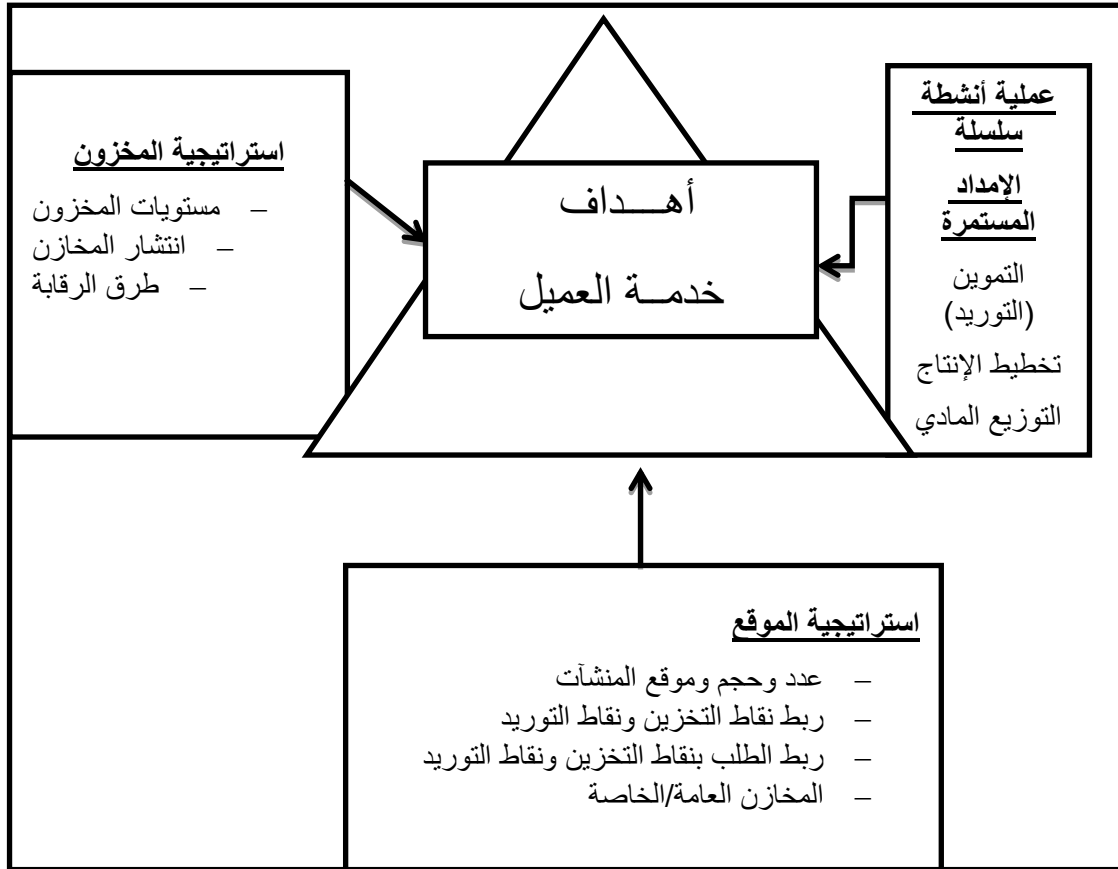 عملية أنشطة
سلسلة
الإمداد
المستمرة
التموين
(التوريد)
تخطيط الإنتاج
التوزيع المادي
أهـــداف
خدمـــة العميل
استراتيجية المخزون
– مستويات المخزون
– انتشار المخازن
– طرق الرقابة
استراتيجية الموقع
– عدد وحجم وموقع المنشآت
– ربط نقاط التخزين ونقاط التوريد
– ربط الطلب بنقاط التخزين ونقاط التوريد
– المخازن العامة/الخاصة